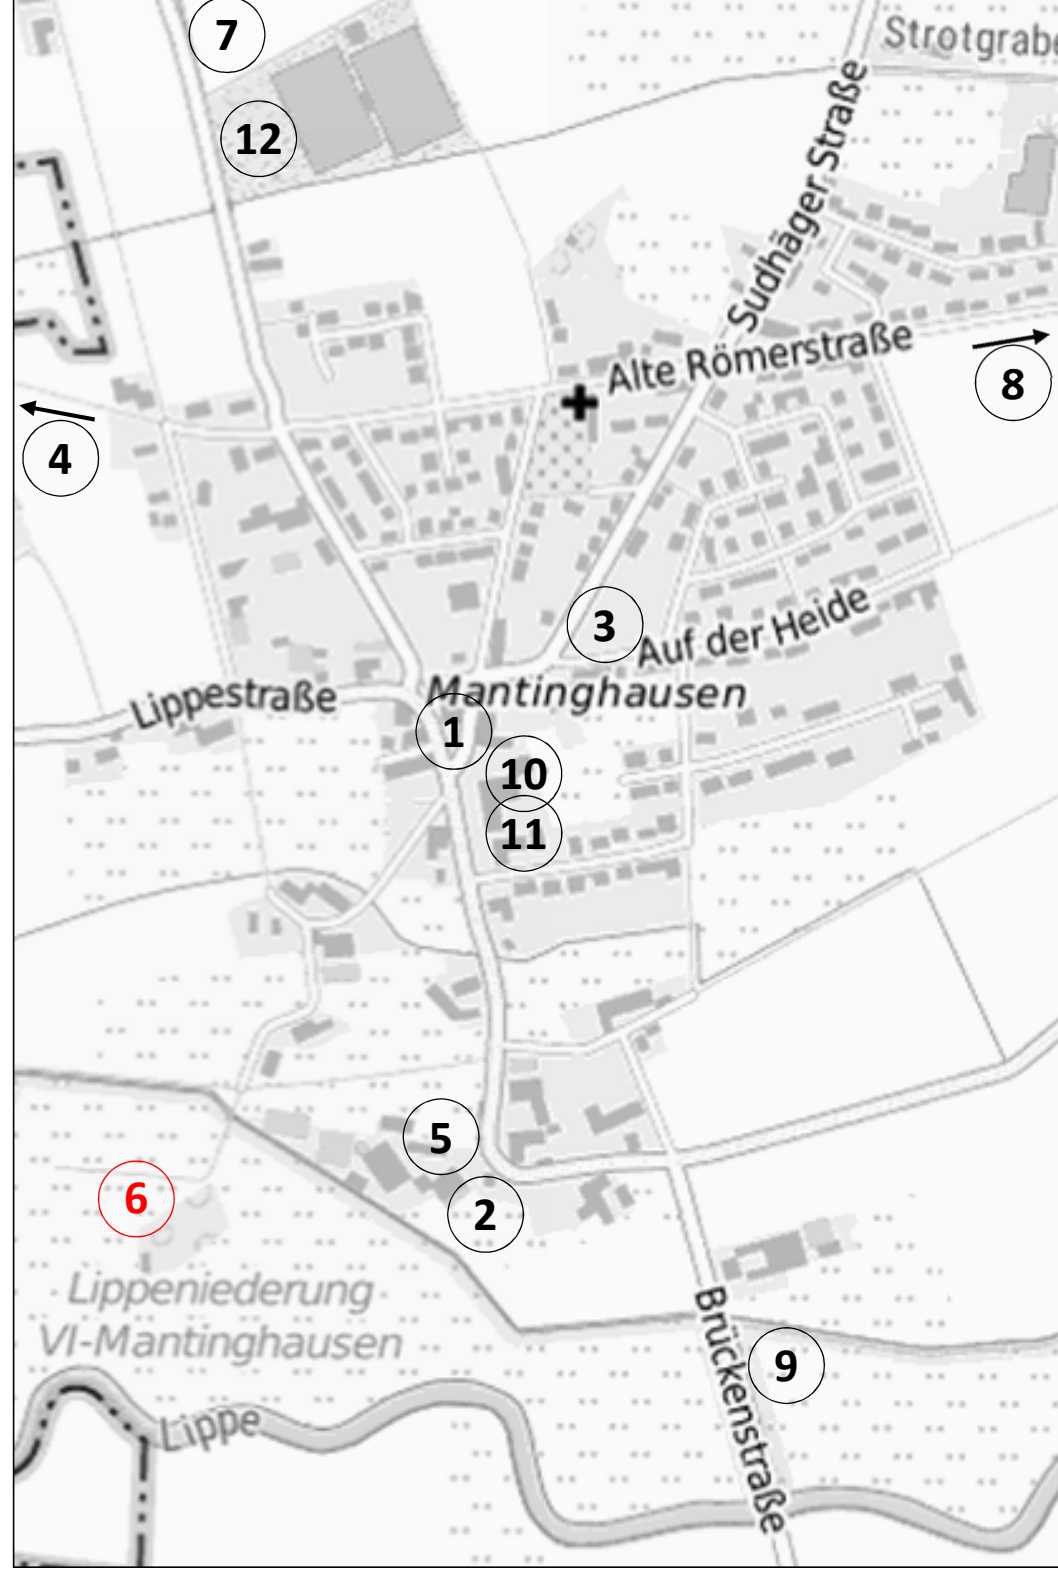 7
Strotgrabe
12
Sudhäger Straße
Alte Römerstraße
8
4
3
Auf der Heide
Mantinghausen
Lippestraße
1
10
11
5
6
2
Lippeniederung
VI-Mantinghausen
Brückenstraße
9
Lippe